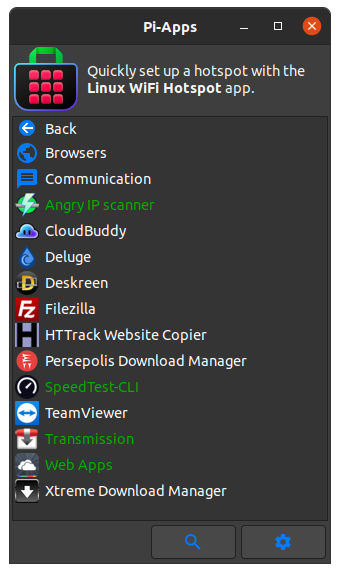 Pi-Apps
Quickly set up a hotspot with the
Linux WiFi Hotspot app.
Back
Browsers
Communication
Angry IP scanner
CloudBuddy
Deluge
Deskreen
Filezilla
HTTrack Website Copier
Persepolis Download Manager
SpeedTest-CLI
TeamViewer
Transmission
Web Apps
Xtreme Download Manager